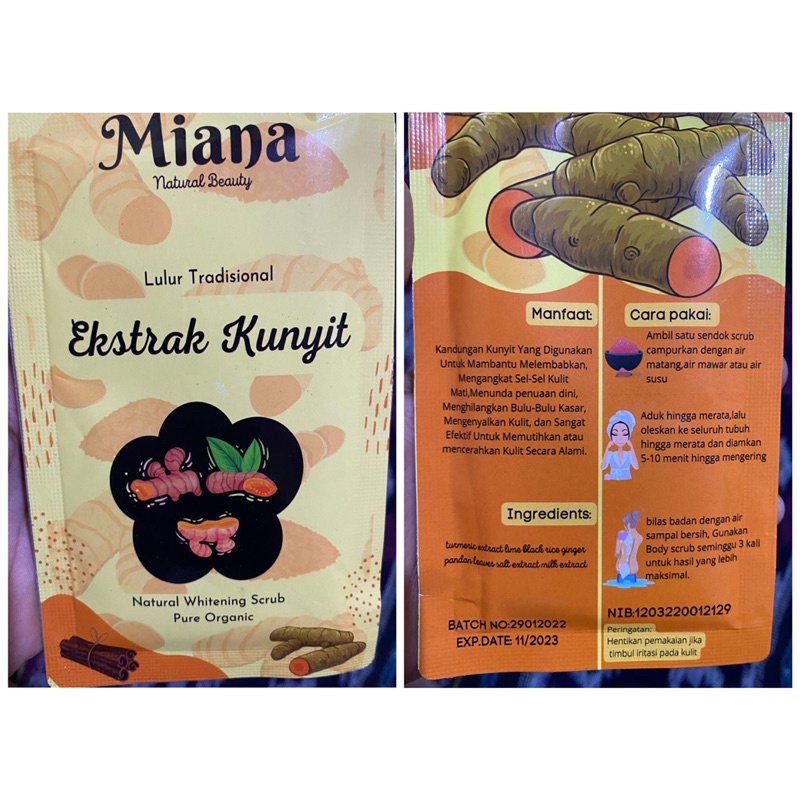 Miana
Natural Beauty
Lulur Tradisional
Ekstrak Kunyit
Natural Whitening Scrub
Pure Organic
Manfaat:
Kandungan Kunyit Yang Digunakan
Untuk Mambantu Melembabkan,
Mengangkat Sel-Sel Kulit
Mati,Menunda penuaan dini,
Menghilangkan Bulu-Bulu Kasar,
Mengenyalkan Kulit, dan Sangat
Efektif Untuk Memutihkan atau
mencerahkan Kulit Secara Alami.
Ingredients:
turmeric extract lime black rice ginger
pandan leaves salt extract milk extract
BATCH NO:29012022
EXP.DATE: 11/2023
Cara pakai:
Ambil satu sendok scrub
campurkan dengan air
matang,air mawar atau air
susu
Aduk hingga merata,lalu
oleskan ke seluruh tubuh
hingga merata dan diamkan
5-10 menit hingga mengering
bilas badan dengan air
sampai bersih, Gunakan
Body scrub seminggu 3 kali
untuk hasil yang lebih
maksimal.
NIB:1203220012129
Peringatan:
Hentikan pemakaian jika
timbul iritasi pada kulit